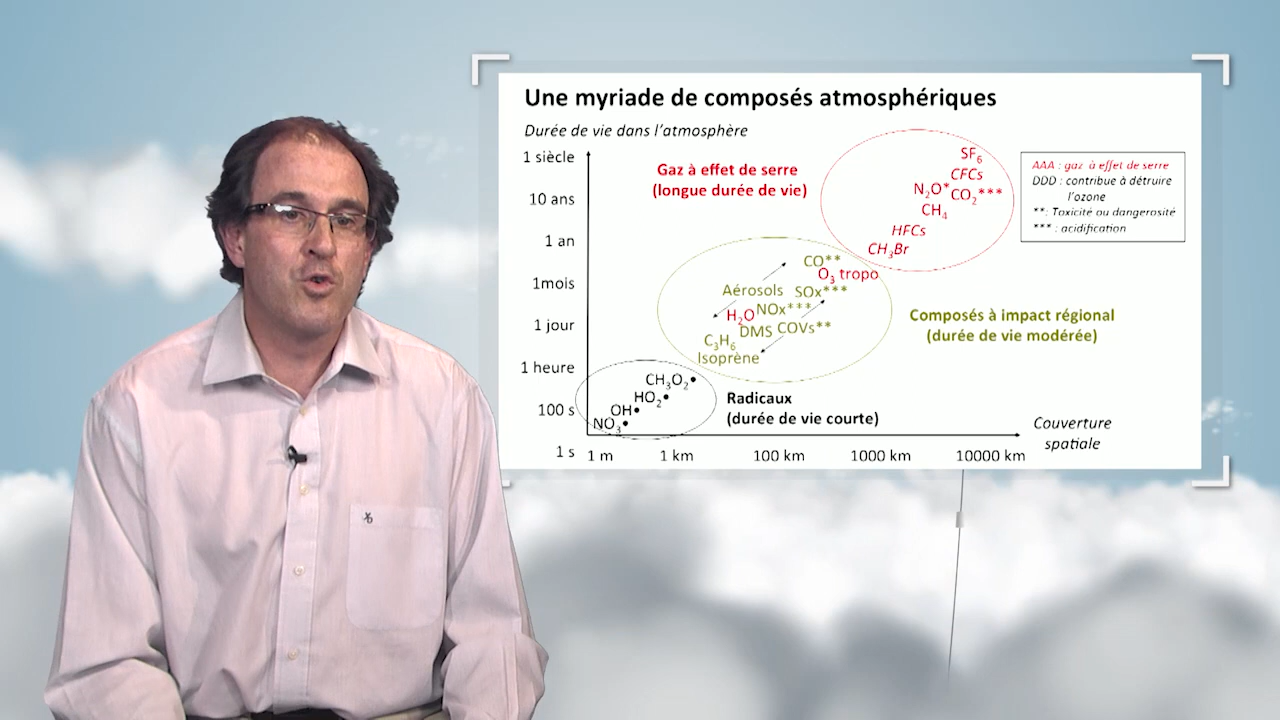 Une myriade de composés atmosphériques
Durée de vie dans l'atmosphère
1 siècle
10 ans
1 an
1mois
1 jour
1 heure
100 s
1 s
Gaz à effet de serre
(longue durée de vie)
SF6
CFCs
N2O*
CO2***
CH4
HFCs
CH3Br
AAA : gaz à effet de serre
DDD : contribue à détruire
l'ozone
**: Toxicité ou dangerosité
*** : acidification
CO**
O3 tropo
Aérosols
SOx***
H2O
NOx***
DMS
COVs**
C3H6
Isoprène
Composés à impact régional
(durée de vie modérée)
CH3O2
HO2
OH
NO3
Radicaux
(durée de vie courte)
Couverture
spatiale
1 m
1 km
100 km
1000 km
10000 km